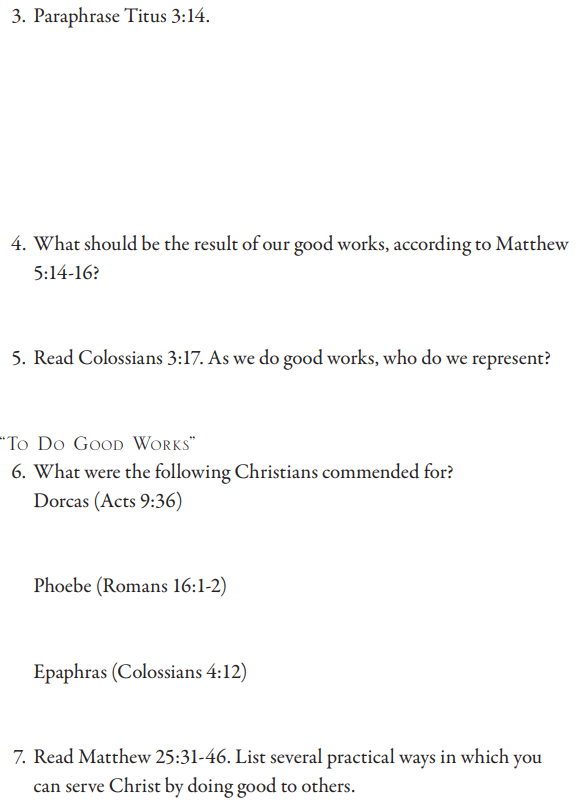 3. Paraphrase Titus 3:14.
4. What should be the result of our good works, according to Matthew
5:14-16?
5. Read Colossians 3:17. As we do good works, who do we represent?
“To Do Good Works”
6. What were the following Christians commended for?
Dorcas (Acts 9:36)
Phoebe (Romans 16:1-2)
Epaphras (Colossians 4:12)
7. Read Matthew 25:31-46. List several practical ways in which you
can serve Christ by doing good to others.